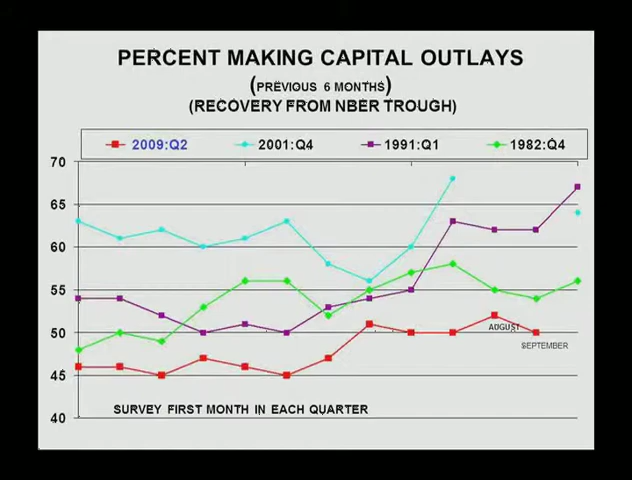 PERCENT MAKING CAPITAL OUTLAYS
(PREVIOUS 6 MONTHS)
(RECOVERY FROM NBER TROUGH)
2009:Q2 2001:Q4 1991:Q1 1982:Q4
70
65
60
55
50
45
40
AUGUST
SEPTEMBER
SURVEY FIRST MONTH IN EACH QUARTER